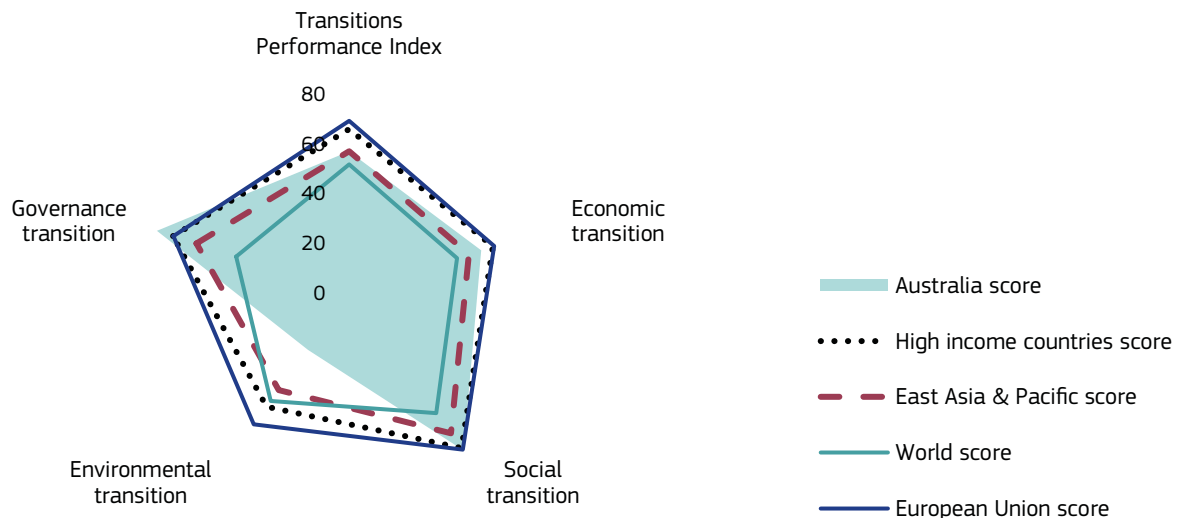 Transitions
Performance Index
80
60
40
20
0
Governance
transition
Economic
transition
Environmental
transition
Social
transition
Australia score
High income countries score
East Asia & Pacific score
World score
European Union score